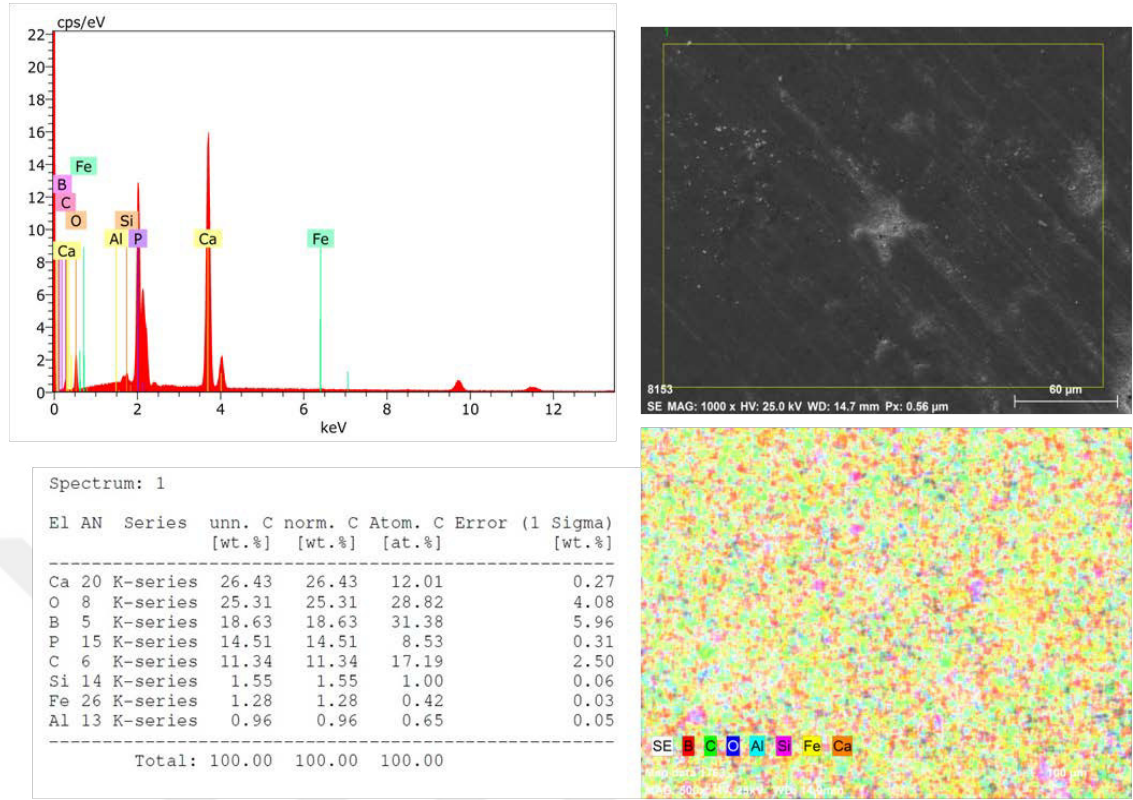 cps/eV
22
20
18
16
14
12
10
8
6
4
2
0
Fe
B
C
O
Si
Ca
Al
P
Ca
Fe
0 2 4 6 8 10 12
keV
1
8153
60 µm
SE MAG: 1000 x HV: 25.0 kV WD: 14.7 mm Px: 0.56 µm
Spectrum: 1
El AN Series unn. C norm. C Atom. C Error (1 Sigma)
[wt.%] [wt.%] [at.%] [wt.%]
Ca 20 K-series 26.43 26.43 12.01 0.27
O 8 K-series 25.31 25.31 28.82 4.08
B 5 K-series 18.63 18.63 31.38 5.96
P 15 K-series 14.51 14.51 8.53 0.31
C 6 K-series 11.34 11.34 17.19 2.50
Si 14 K-series 1.55 1.55 1.00 0.06
Fe 26 K-series 1.28 1.28 0.42 0.03
Al 13 K-series 0.96 0.96 0.65 0.05
Total: 100.00 100.00 100.00
SE B C O Al Si Fe Ca
100 µm